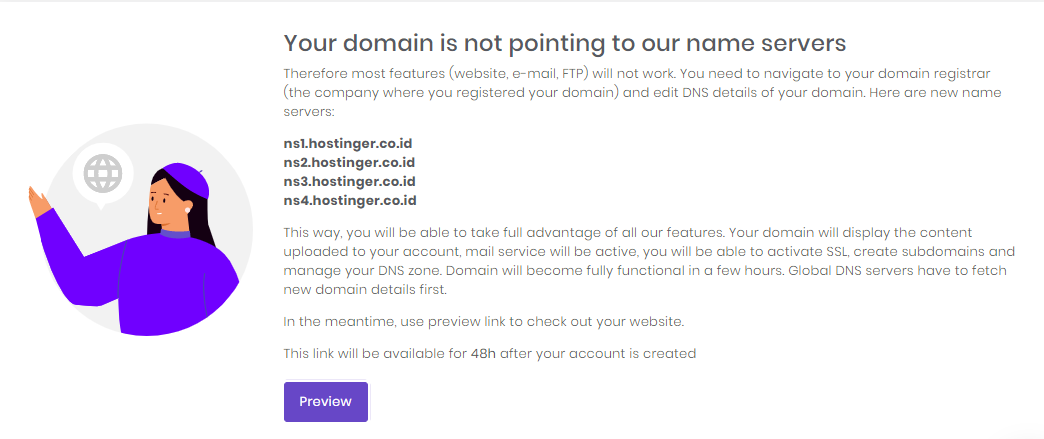 Your domain is not pointing to our name servers
Therefore most features (website, e-mail, FTP) will not work. You need to navigate to your domain registrar
(the company where you registered your domain) and edit DNS details of your domain. Here are new name
servers:
ns1.hostinger.co.id
ns2.hostinger.co.id
ns3.hostinger.co.id
ns4.hostinger.co.id
This way, you will be able to take full advantage of all our features. Your domain will display the content
uploaded to your account, mail service will be active, you will be able to activate SSL, create subdomains and
manage your DNS zone. Domain will become fully functional in a few hours. Global DNS servers have to fetch
new domain details first.
In the meantime, use preview link to check out your website.
This link will be available for 48h after your account is created
Preview